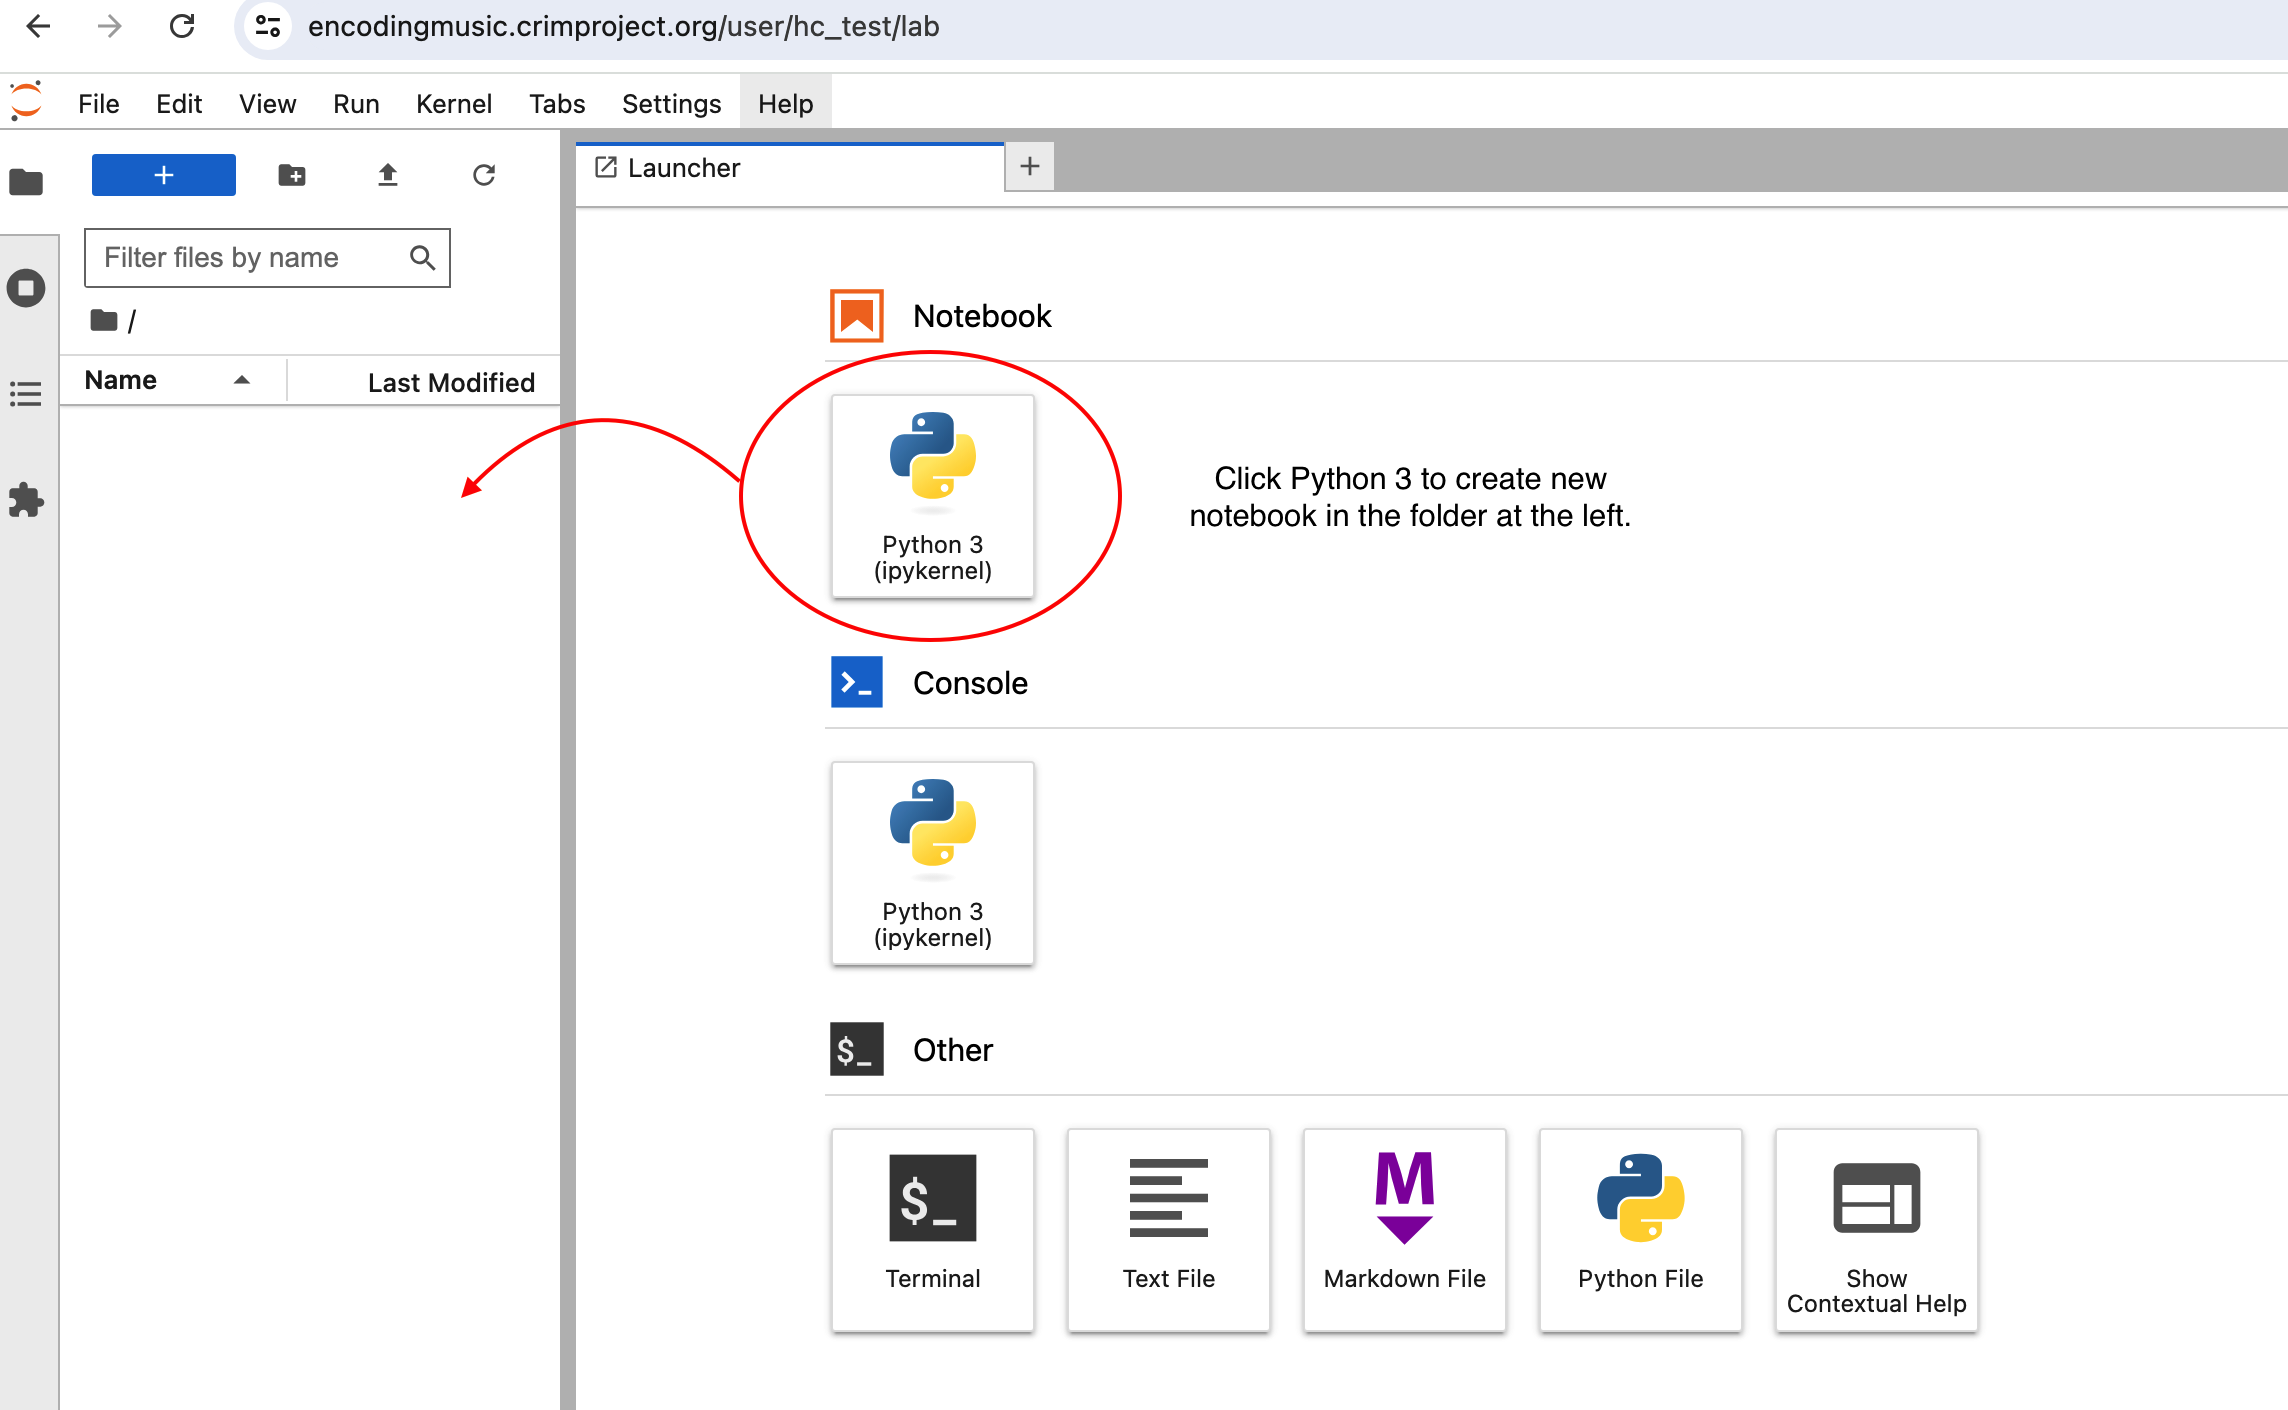 encodingmusic.crimproject.org/user/hc_test/lab
File Edit View Run Kernel Tabs Settings Help
Launcher
Filter files by name
/
Name Last Modified
Notebook
Python 3
(ipykernel)
Click Python 3 to create new
notebook in the folder at the left.
Console
Python 3
(ipykernel)
$_ Other
$_
Terminal
Text File
M
Markdown File
Python File
Show
Contextual Help